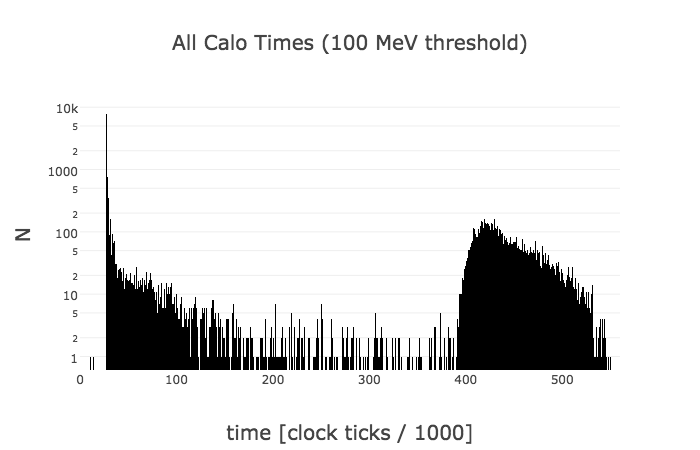 All Calo Times (100 MeV threshold)
10k
5
2
1000
5
2
100
5
2
10
5
2
1
N
0 100 200 300 400 500
time [clock ticks / 1000]